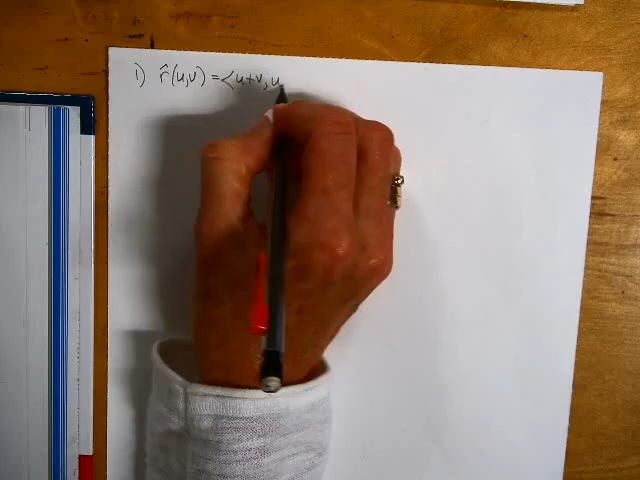 1) r̂(u,v) = <u+v, u